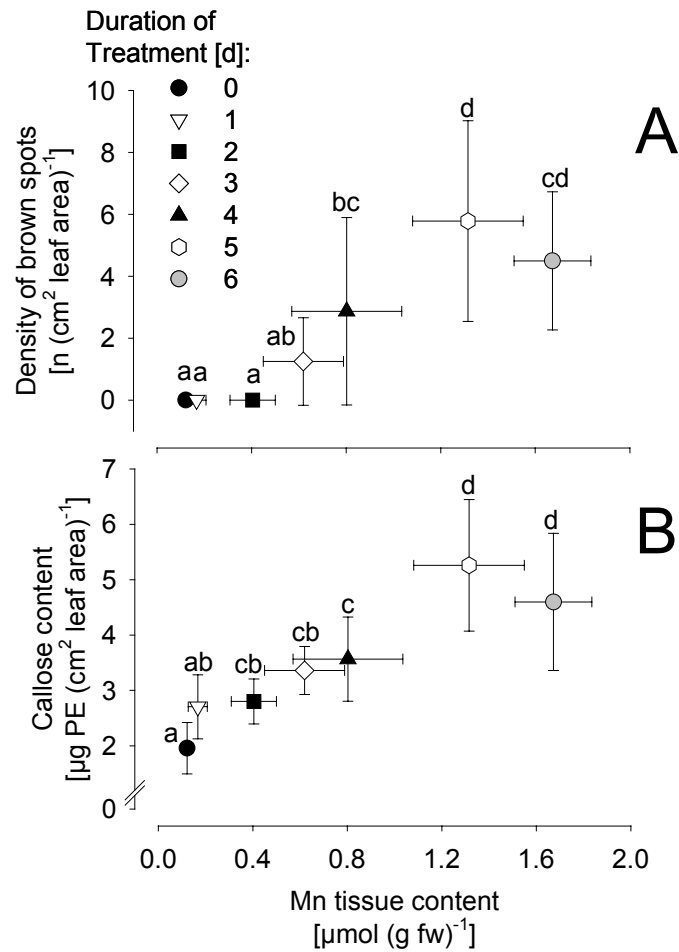 Duration of
Treatment [d]:
0
1
2
3
4
5
6
A
Density of brown spots
[n (cm² leaf area)⁻¹]
10
8
6
4
2
0
a a
a
ab
bc
d
cd
B
Callose content
[µg PE (cm² leaf area)⁻¹]
7
6
5
4
3
2
0
a
ab
cb
cb
c
d
d
0.0 0.4 0.8 1.2 1.6 2.0
Mn tissue content
[µmol (g fw)⁻¹]